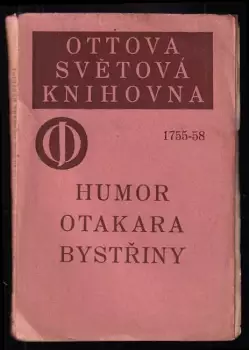 OTTOVA
SVĚTOVÁ
KNIHOVNA
1755-58
HUMOR
OTAKARA
BYSTŘINY